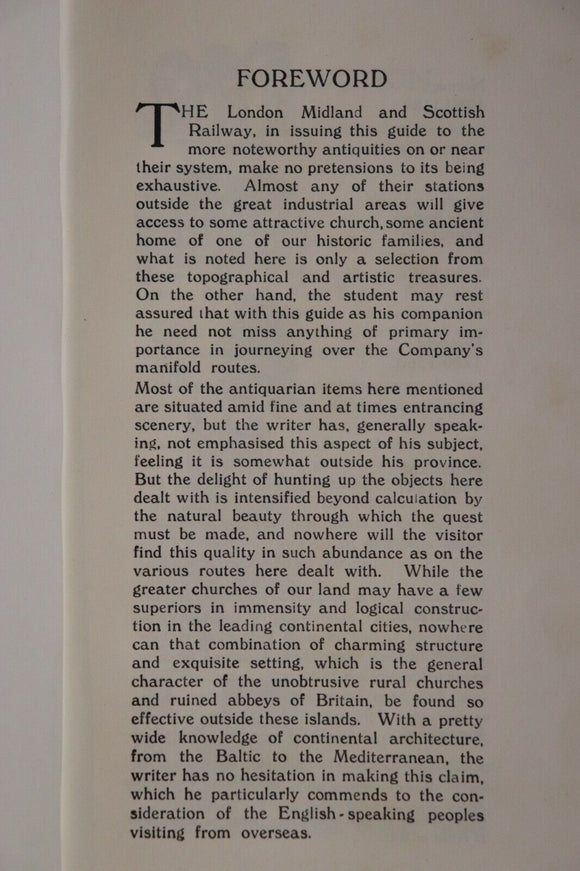 FOREWORD
THE London Midland and Scottish
Railway, in issuing this guide to the
more noteworthy antiquities on or near
their system, make no pretensions to its being
exhaustive. Almost any of their stations
outside the great industrial areas will give
access to some attractive church, some ancient
home of one of our historic families, and
what is noted here is only a selection from
these topographical and artistic treasures.
On the other hand, the student may rest
assured that with this guide as his companion
he need not miss anything of primary im-
portance in journeying over the Company's
manifold routes.
Most of the antiquarian items here mentioned
are situated amid fine and at times entrancing
scenery, but the writer has, generally speak-
ing, not emphasised this aspect of his subject,
feeling it is somewhat outside his province.
But the delight of hunting up the objects here
dealt with is intensified beyond calculation by
the natural beauty through which the quest
must be made, and nowhere will the visitor
find this quality in such abundance as on the
various routes here dealt with. While the
greater churches of our land may have a few
superiors in immensity and logical construc-
tion in the leading continental cities, nowhere
can that combination of charming structure
and exquisite setting, which is the general
character of the unobtrusive rural churches
and ruined abbeys of Britain, be found so
effective outside these islands. With a pretty
wide knowledge of continental architecture,
from the Baltic to the Mediterranean, the
writer has no hesitation in making this claim,
which he particularly commends to the con-
sideration of the English-speaking peoples
visiting from overseas.